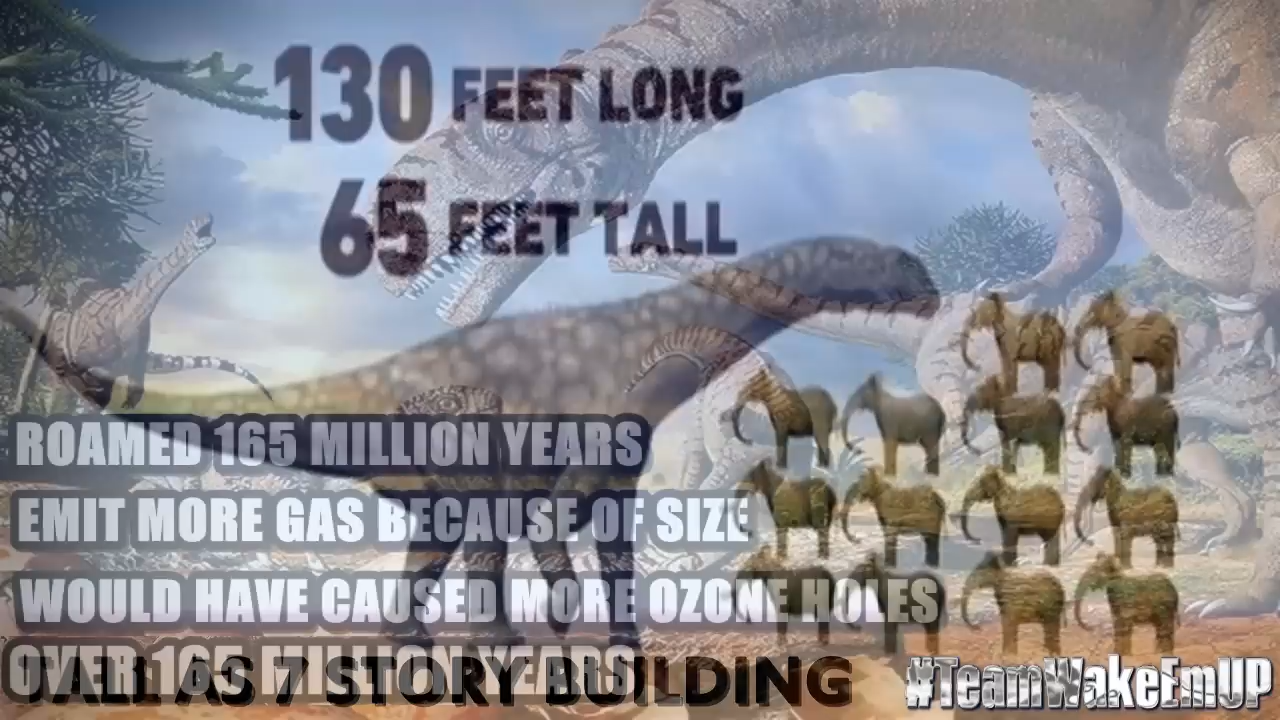 130 FEET LONG
65 FEET TALL
ROAMED 165 MILLION YEARS
EMIT MORE GAS BECAUSE OF SIZE
WOULD HAVE CAUSED MORE OZONE HOLES
OVER 165 MILLION YEARS
TALL AS 7 STORY BUILDING
#TeamWakeEmUP